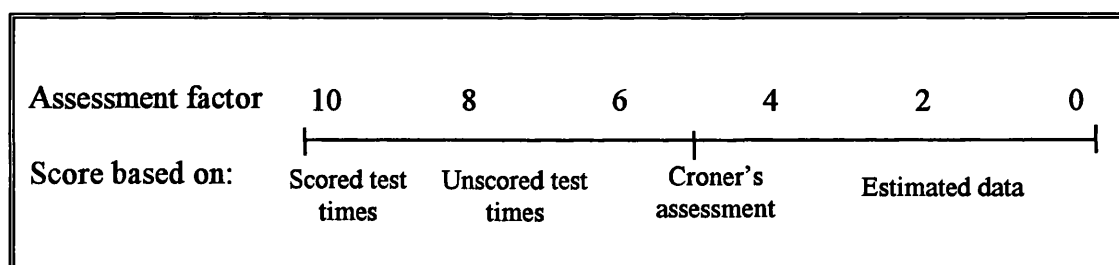 Assessment factor 10 8 6 4 2 0
Score based on: Scored test times Unscored test times Croner's assessment Estimated data